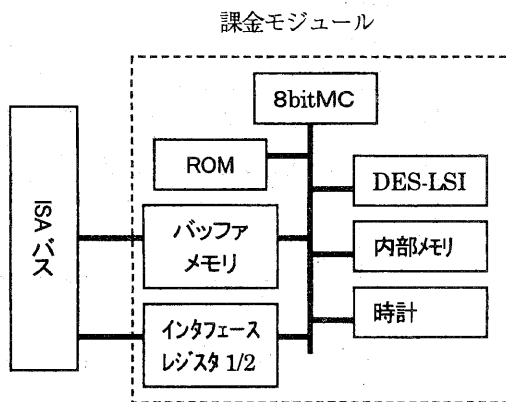 課金モジュール
8bitMC
ROM
DES-LSI
ISA バス
バッファ
メモリ
内部メモリ
インタフェース
レジスタ 1/2
時計